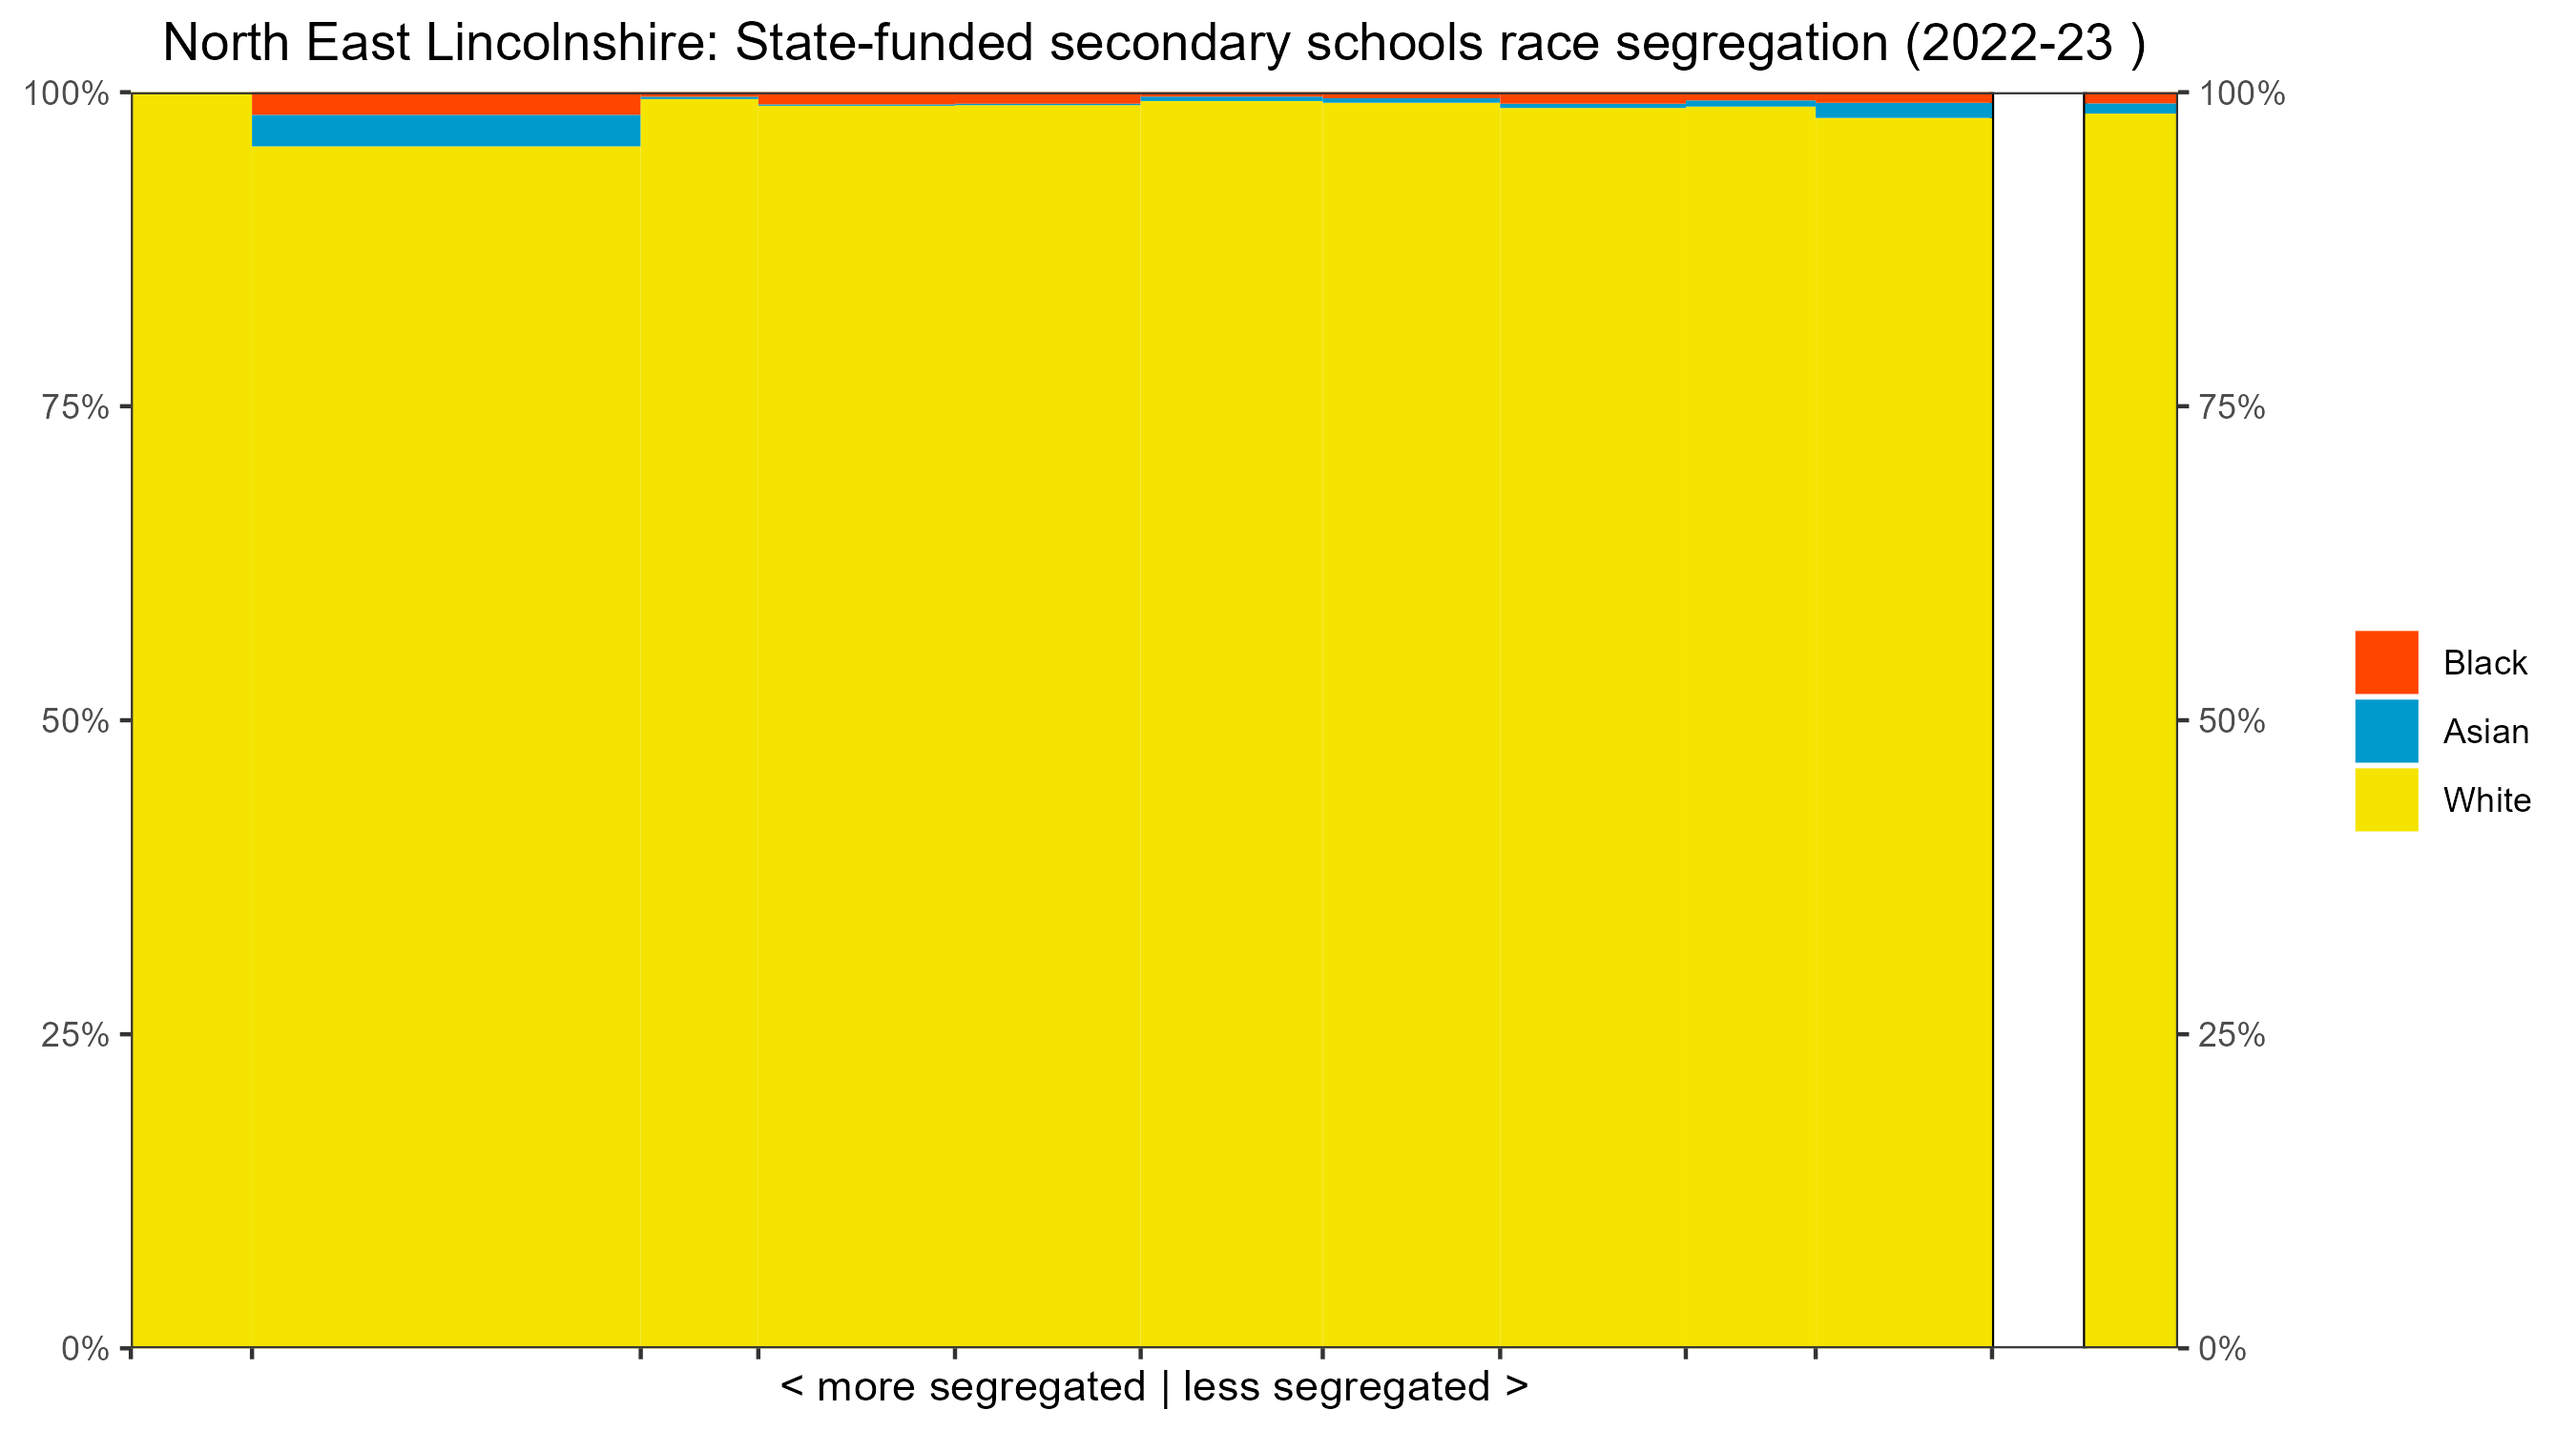 North East Lincolnshire: State-funded secondary schools race segregation (2022-23 )
100%
75%
50%
25%
0%
100%
75%
50%
25%
0%
Black
Asian
White
< more segregated | less segregated >